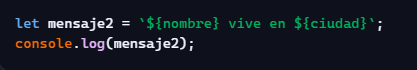 let mensaje2 = `${nombre} vive en ${ciudad}`;
console.log(mensaje2);